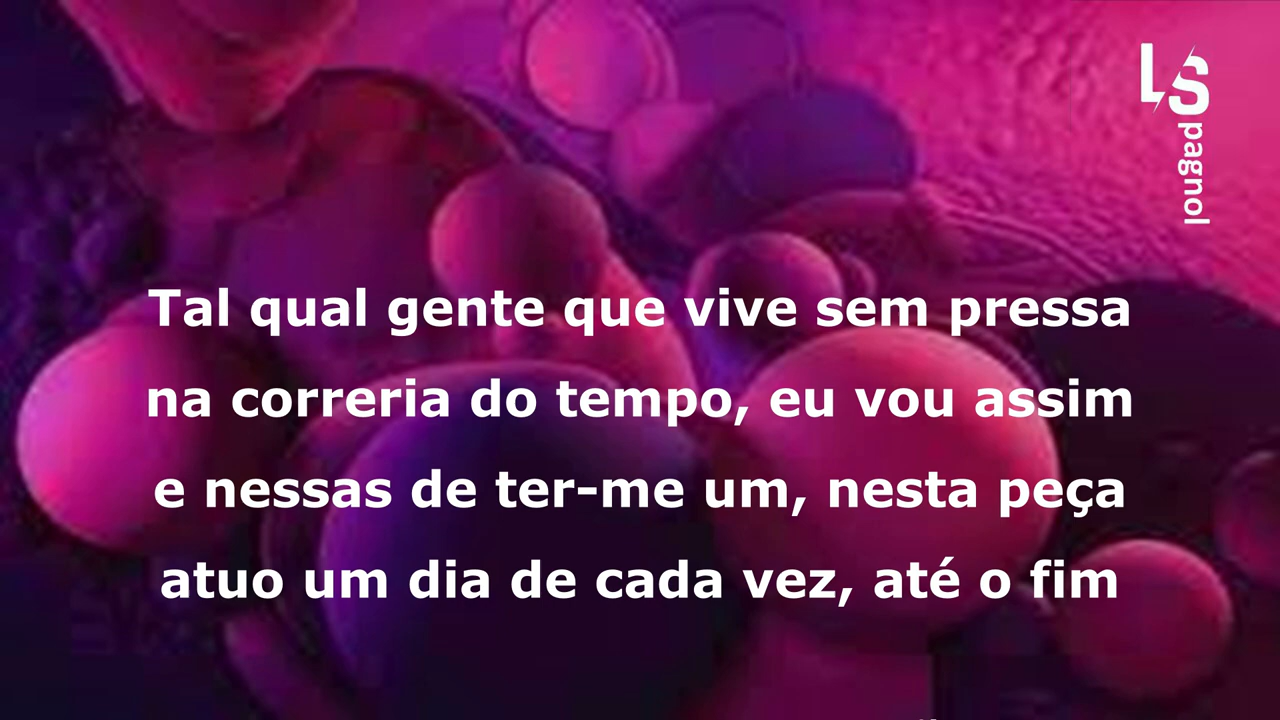 LS
pagnol
Tal qual gente que vive sem pressa
na correria do tempo, eu vou assim
e nessas de ter-me um, nesta peça
atuo um dia de cada vez, até o fim